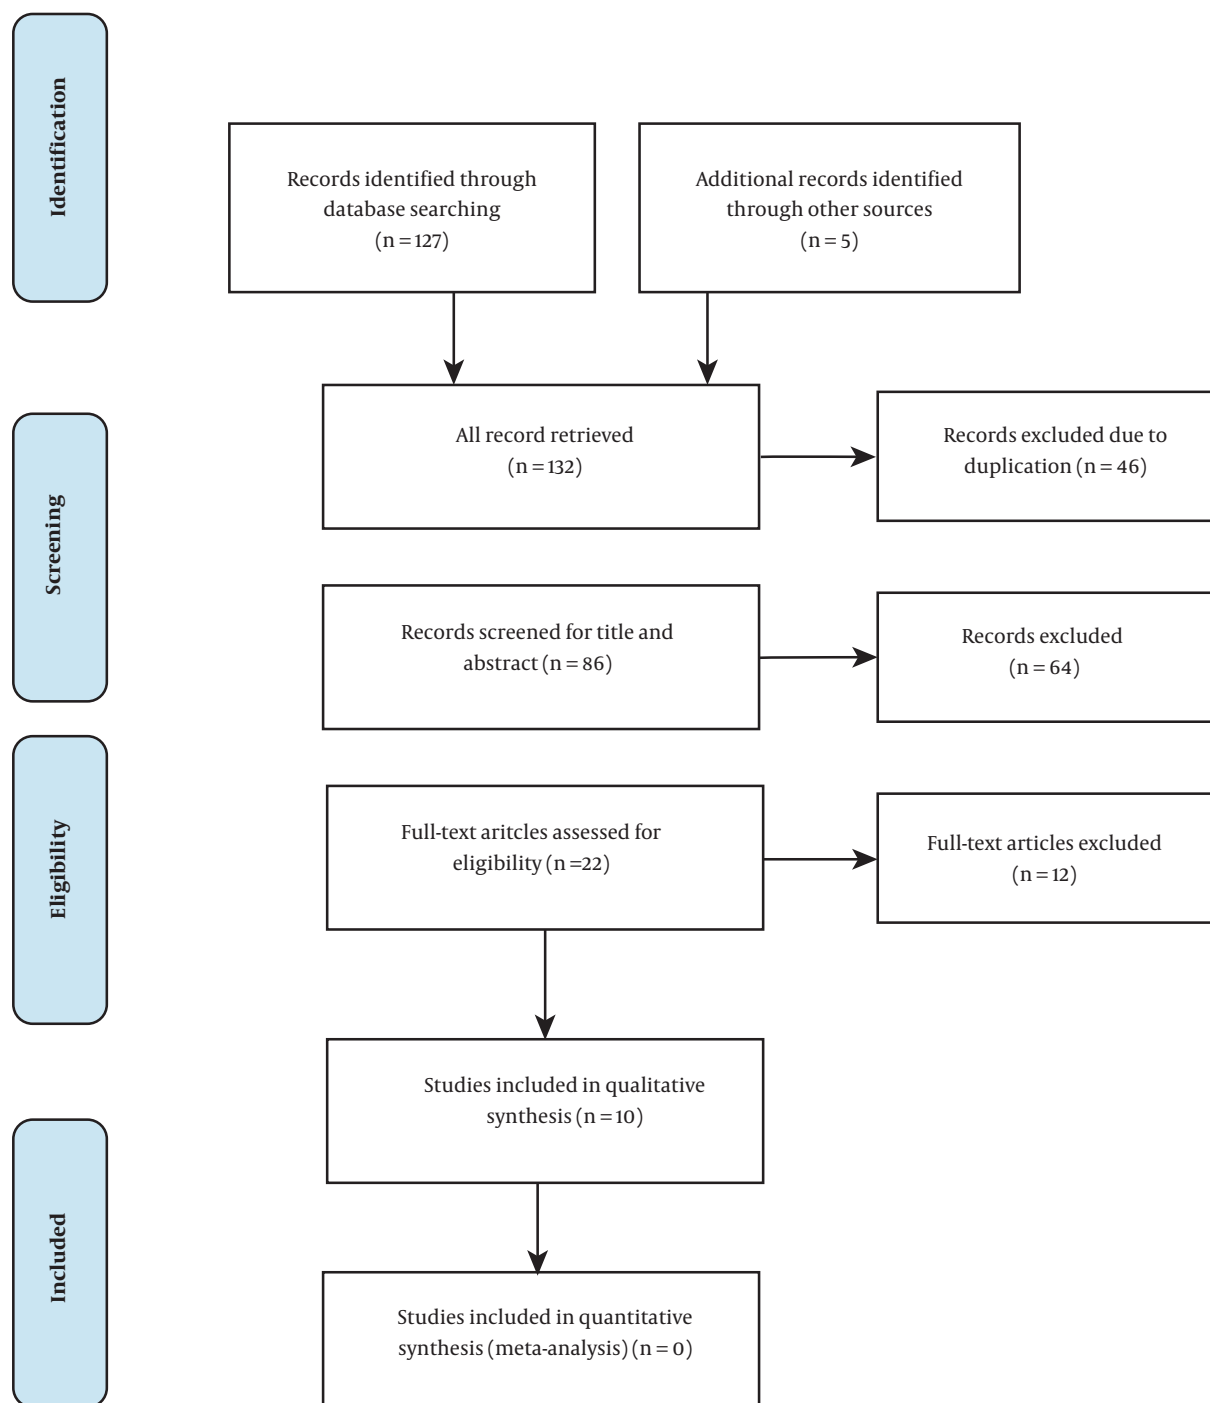 Identification
Records identified through
database searching
(n = 127)
Additional records identified
through other sources
(n = 5)
Screening
All record retrieved
(n = 132)
Records excluded due to
duplication (n = 46)
Records screened for title and
abstract (n = 86)
Records excluded
(n = 64)
Eligibility
Full-text aritcles assessed for
eligibility (n =22)
Full-text articles excluded
(n = 12)
Included
Studies included in qualitative
synthesis (n = 10)
Studies included in quantitative
synthesis (meta-analysis) (n = 0)